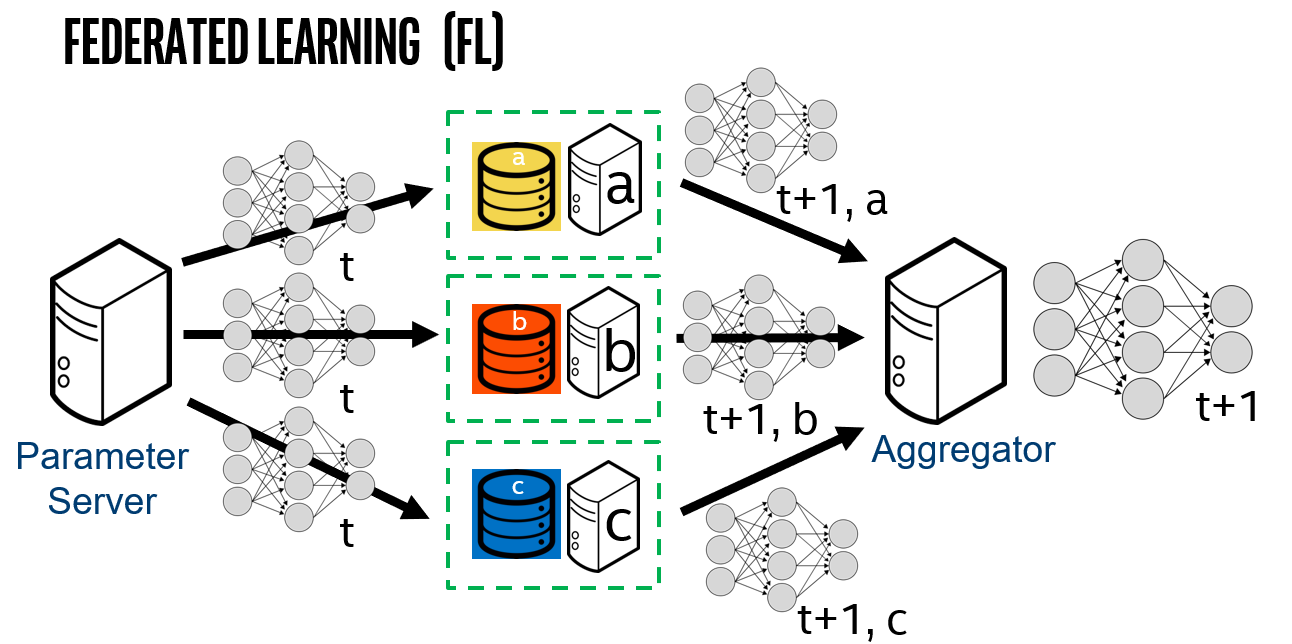 FEDERATED LEARNING (FL)
t
t
t
Parameter
Server
a
a
b
b
c
c
t+1, a
t+1, b
t+1, c
Aggregator
t+1